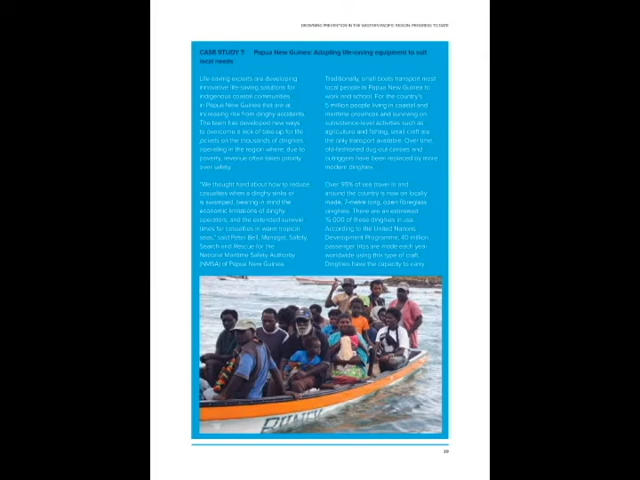 DROWNING PREVENTION IN THE WESTERN PACIFIC REGION: PROGRESS TO DATE
CASE STUDY 7 Papua New Guinea: Adapting life-saving equipment to suit
local needs
Life-saving experts are developing
innovative life-saving solutions for
indigenous coastal communities
in Papua New Guinea that are at
increasing risk from dinghy accidents.
The team has developed new ways
to overcome a lack of take-up for life
jackets on the thousands of dinghies
operating in the region where, due to
poverty, revenue often takes priority
over safety.
"We thought hard about how to reduce
casualties when a dinghy sinks or
is swamped, bearing in mind the
economic limitations of dinghy
operators, and the extended survival
times for casualties in warm tropical
seas," said Peter Bell, Manager, Safety,
Search and Rescue for the
National Maritime Safety Authority
(NMSA) of Papua New Guinea.
Traditionally, small boats transport most
local people in Papua New Guinea to
work and school. For the country's
5 million people living in coastal and
maritime provinces and surviving on
subsistence-level activities such as
agriculture and fishing, small craft are
the only transport available. Over time,
old-fashioned dug-out canoes and
outriggers have been replaced by more
modern dinghies.
Over 95% of sea travel to and
around the country is now on locally
made, 7-metre long, open fibreglass
dinghies. There are an estimated
000 of these dinghies in use.
According to the United Nations
Development Programme, 40 million
passenger trips are made each year
worldwide using this type of craft.
Dinghies have the capacity to carry